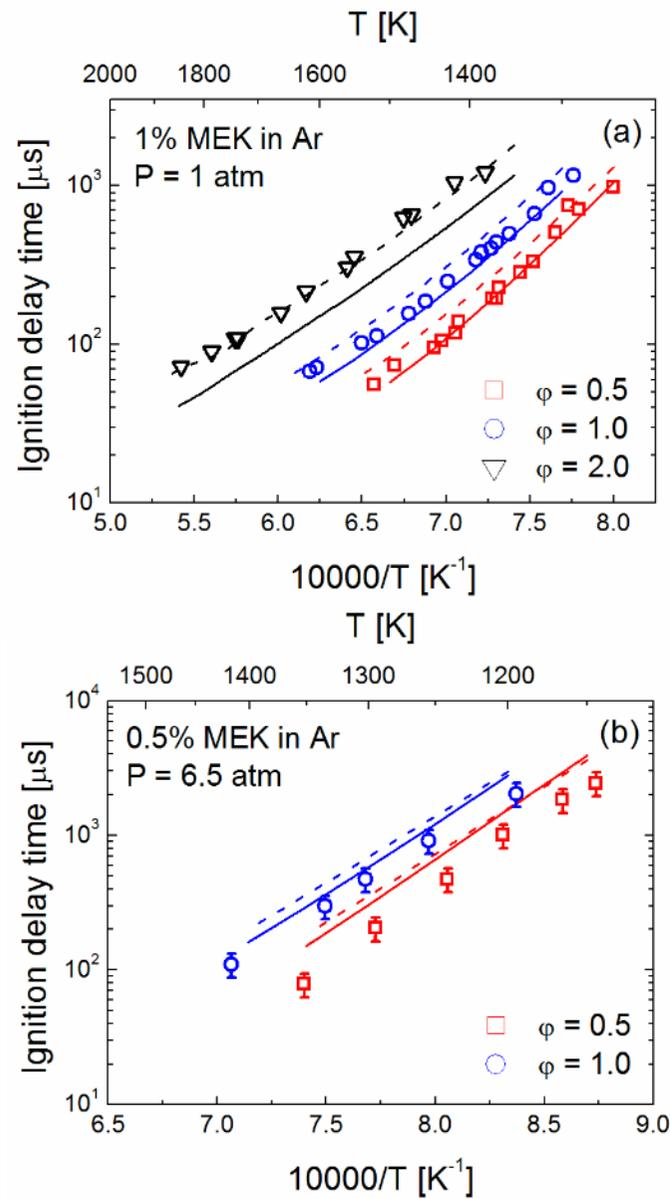 T [K]
2000 1800 1600 1400
1% MEK in Ar
P = 1 atm
(a)
Ignition delay time [μs]
10³
10²
10¹
φ = 0.5
φ = 1.0
φ = 2.0
5.0 5.5 6.0 6.5 7.0 7.5 8.0
10000/T [K⁻¹]
T [K]
1500 1400 1300 1200
0.5% MEK in Ar
P = 6.5 atm
(b)
Ignition delay time [μs]
10⁴
10³
10²
10¹
φ = 0.5
φ = 1.0
6.5 7.0 7.5 8.0 8.5 9.0
10000/T [K⁻¹]